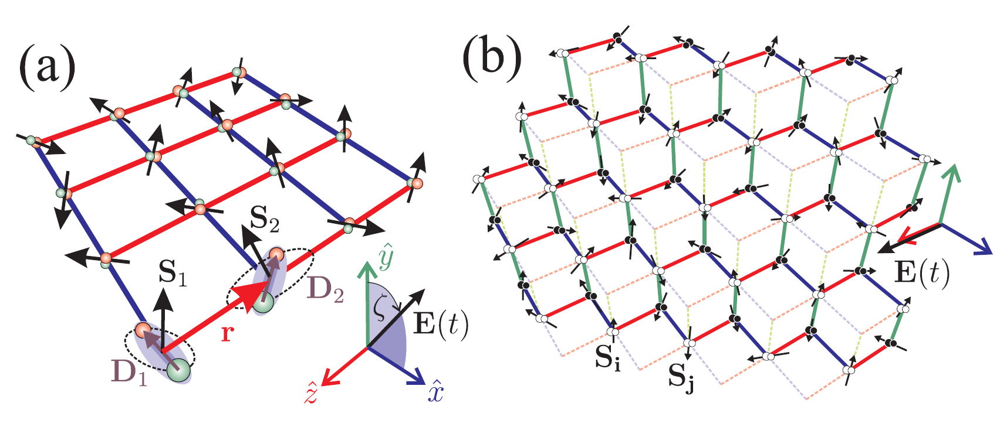 (a)
(b)
S₂
S₁
ŷ
D₂
ζ
E(t)
r
D₁
ẑ
x̂
E(t)
Sᵢ
Sⱼ